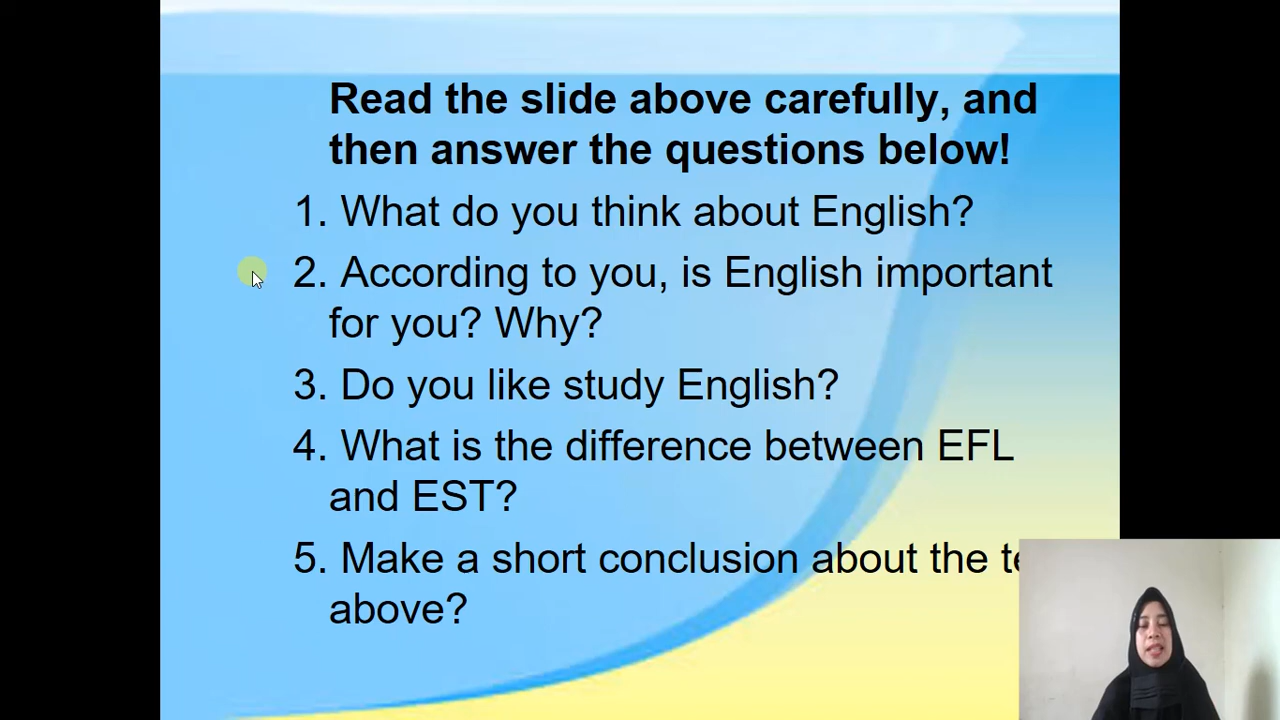 Read the slide above carefully, and
then answer the questions below!
1. What do you think about English?
2. According to you, is English important
for you? Why?
3. Do you like study English?
4. What is the difference between EFL
and EST?
5. Make a short conclusion about the
above?